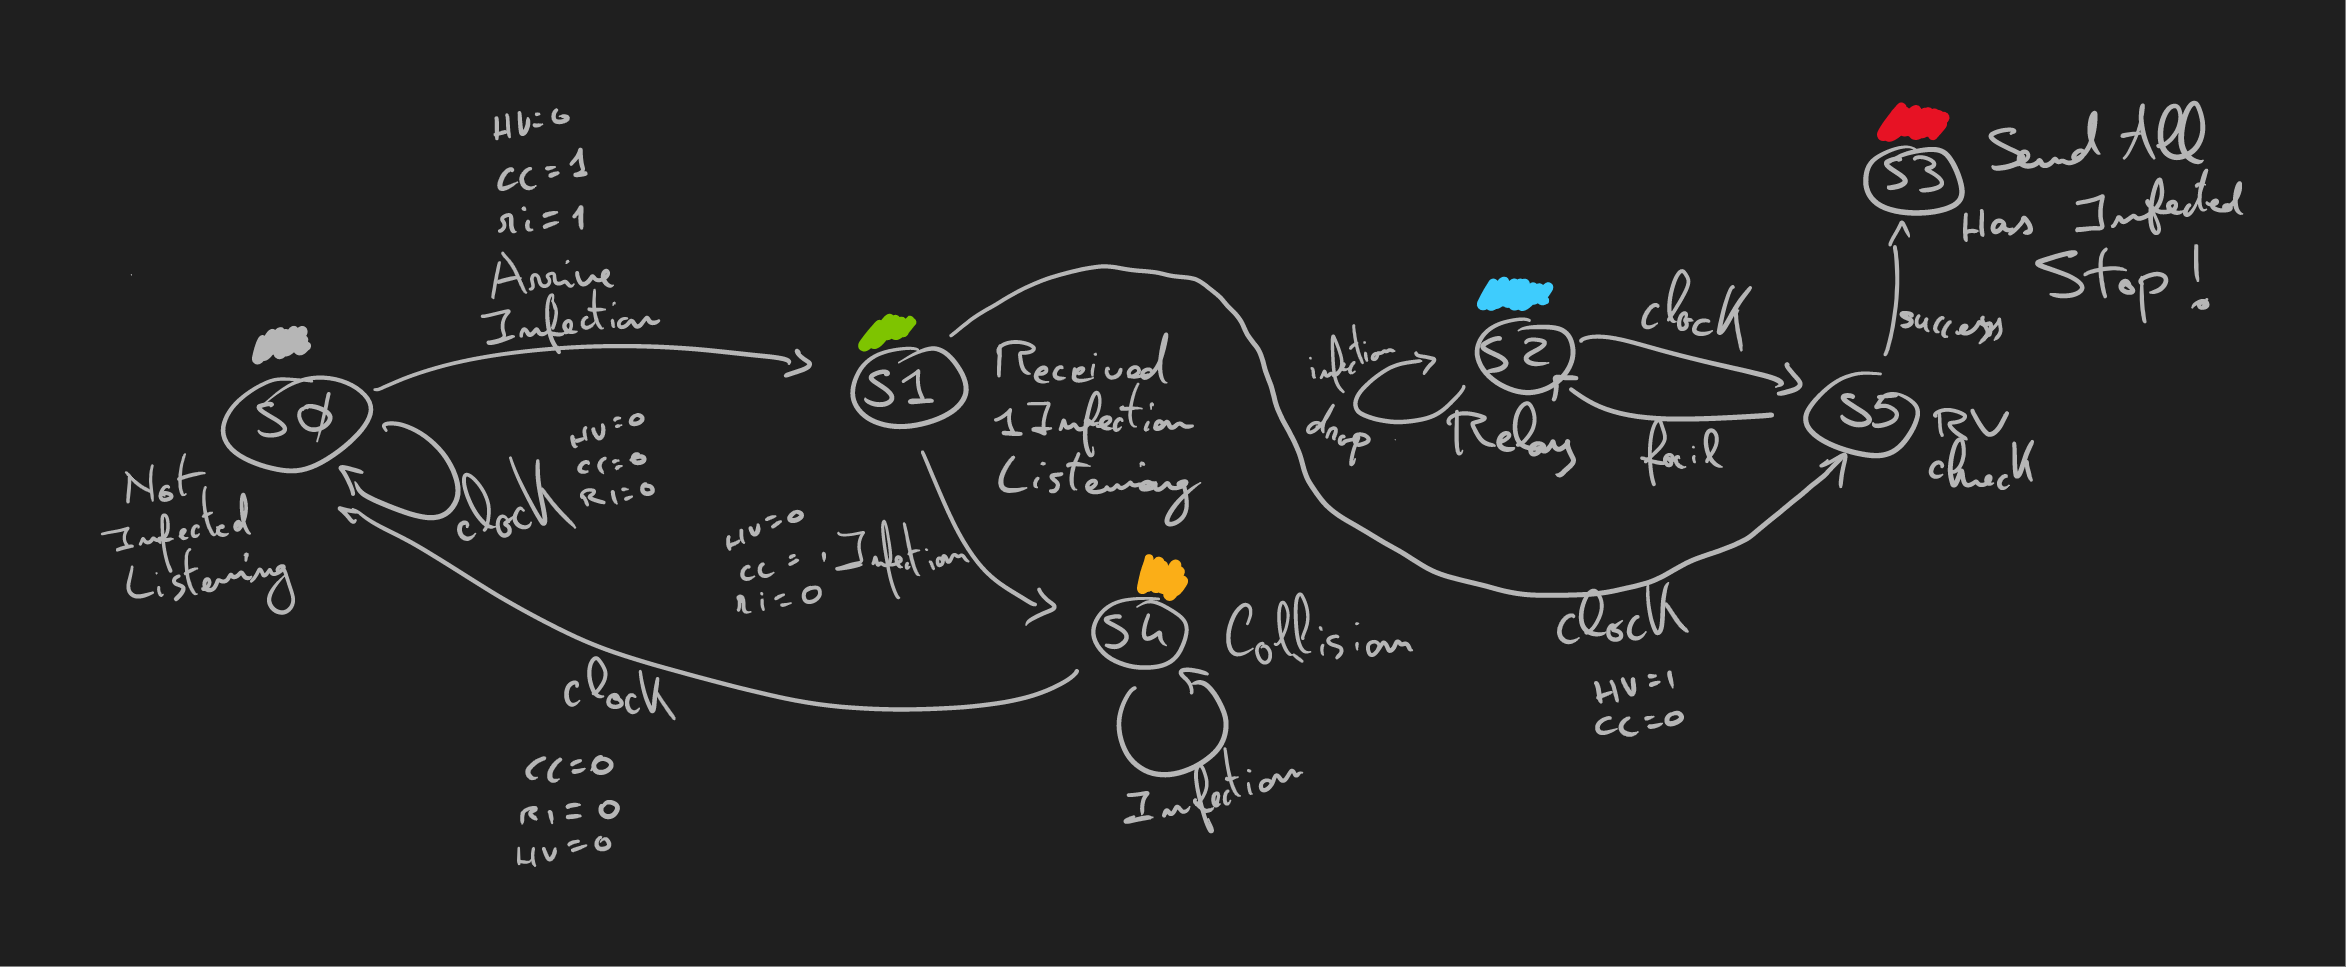 HV=0
cc=1
ri=1
Arrive
Infection
S0
Not
Infected
Listening
clock
HV=0
cc=0
RI=0
S1
Received
1 Infection
Listening
HV=0
cc=
ri=0
Infection
S4
Collision
Infection
clock
CC=0
RI=0
HV=0
S2
Relay
infection
drop
clock
fail
S5
RV
check
success
S3
Send All
Has Infected
Stop!
clock
HV=1
CC=0